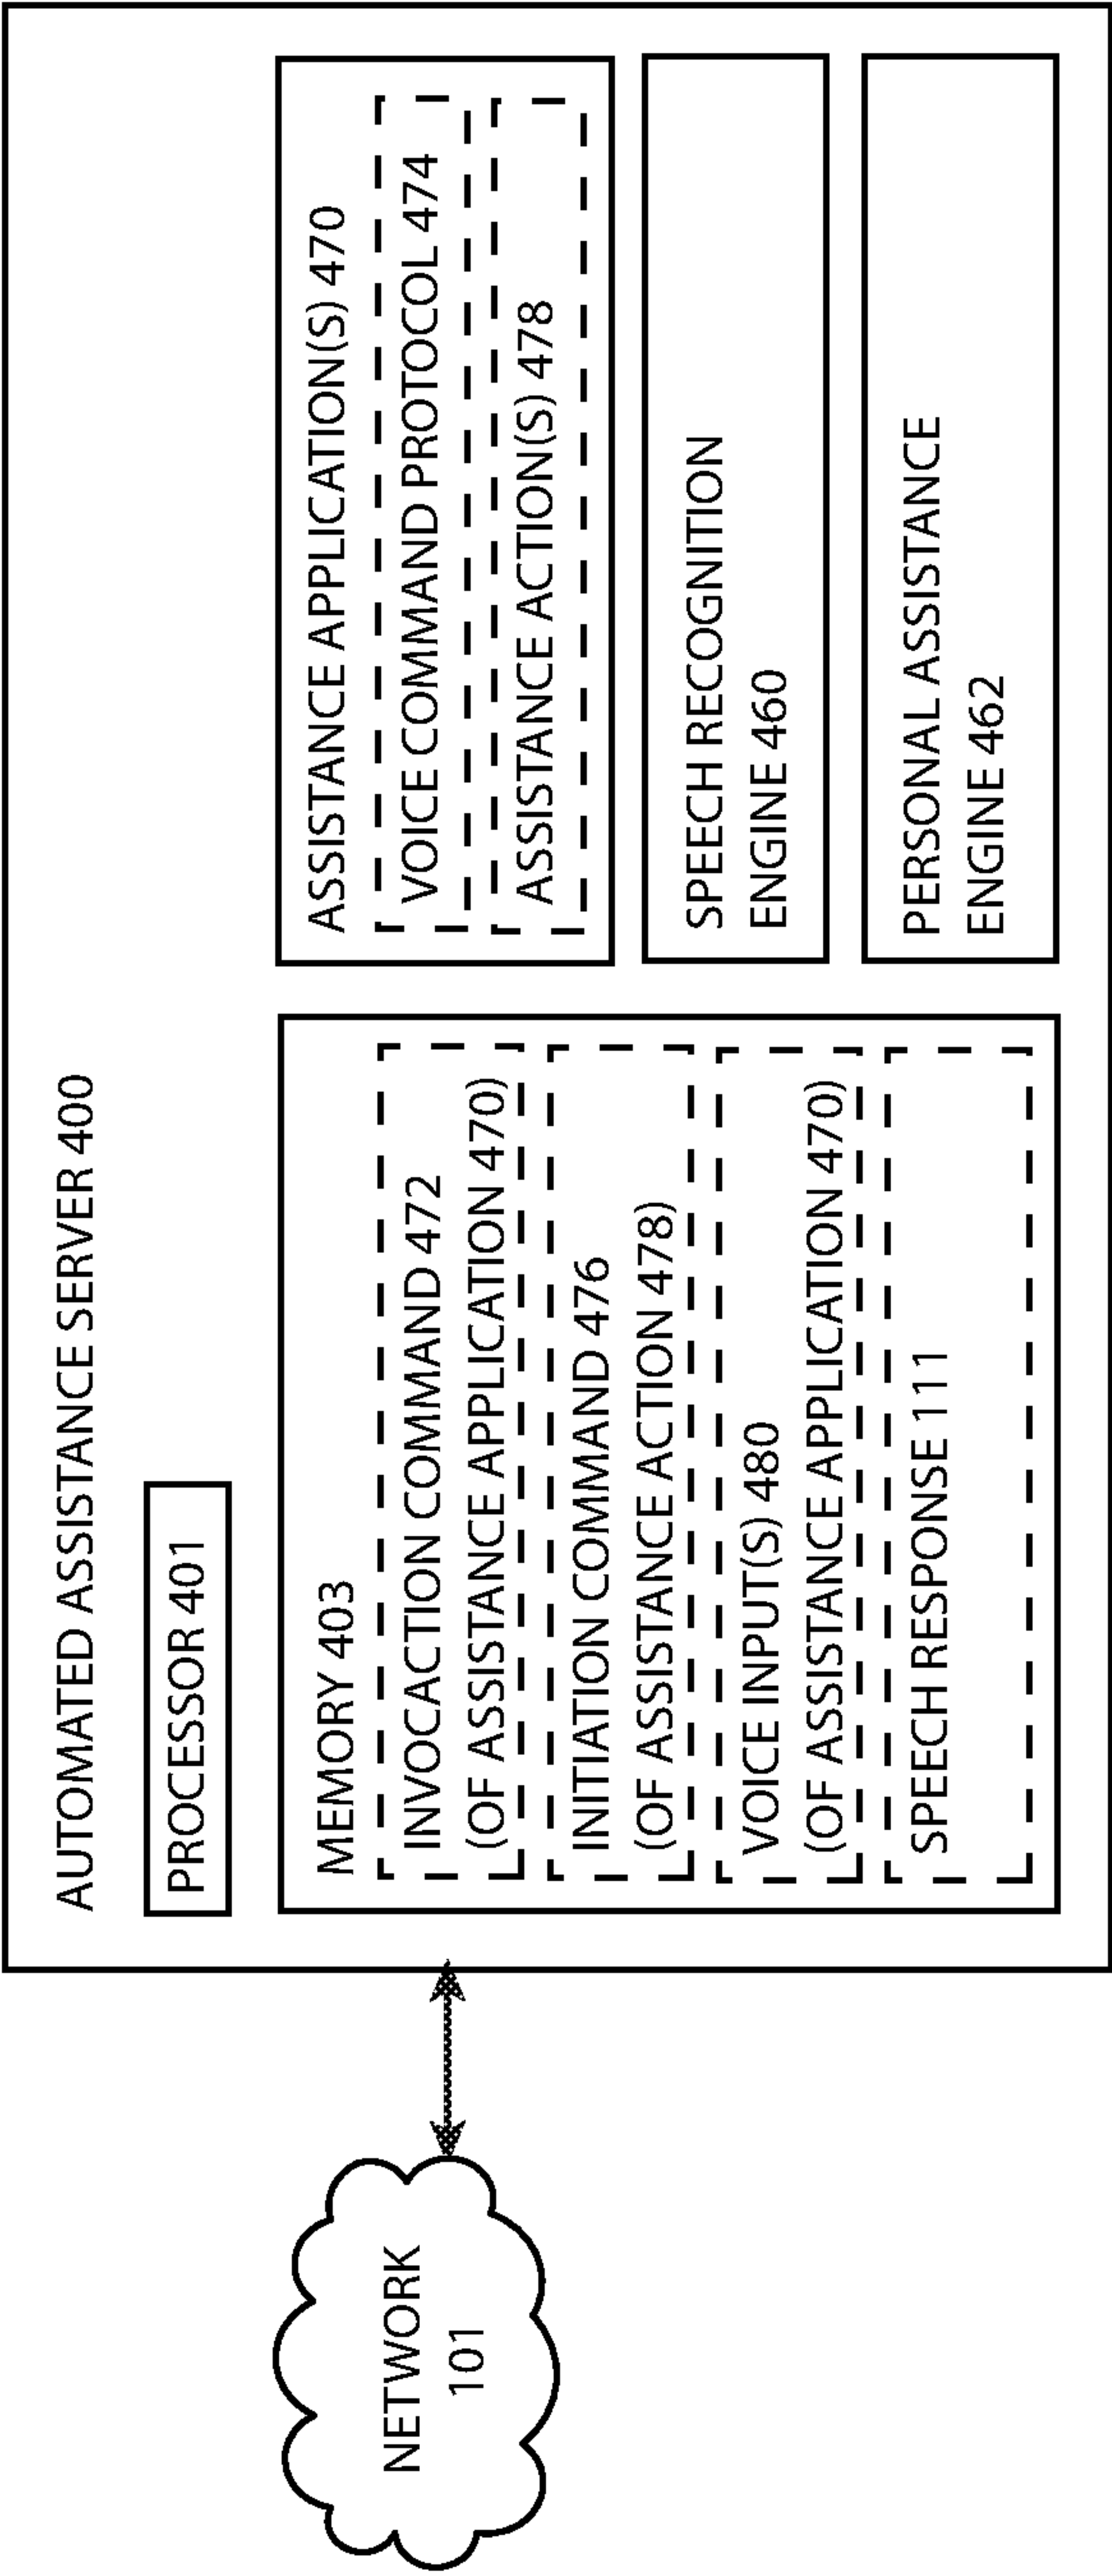 NETWORK
101
AUTOMATED ASSISTANCE SERVER 400
PROCESSOR 401
MEMORY 403
INVOCACTION COMMAND 472
(OF ASSISTANCE APPLICATION 470)
INITIATION COMMAND 476
(OF ASSISTANCE ACTION 478)
VOICE INPUT(S) 480
(OF ASSISTANCE APPLICATION 470)
SPEECH RESPONSE 111
ASSISTANCE APPLICATION(S) 470
VOICE COMMAND PROTOCOL 474
ASSISTANCE ACTION(S) 478
SPEECH RECOGNITION
ENGINE 460
PERSONAL ASSISTANCE
ENGINE 462